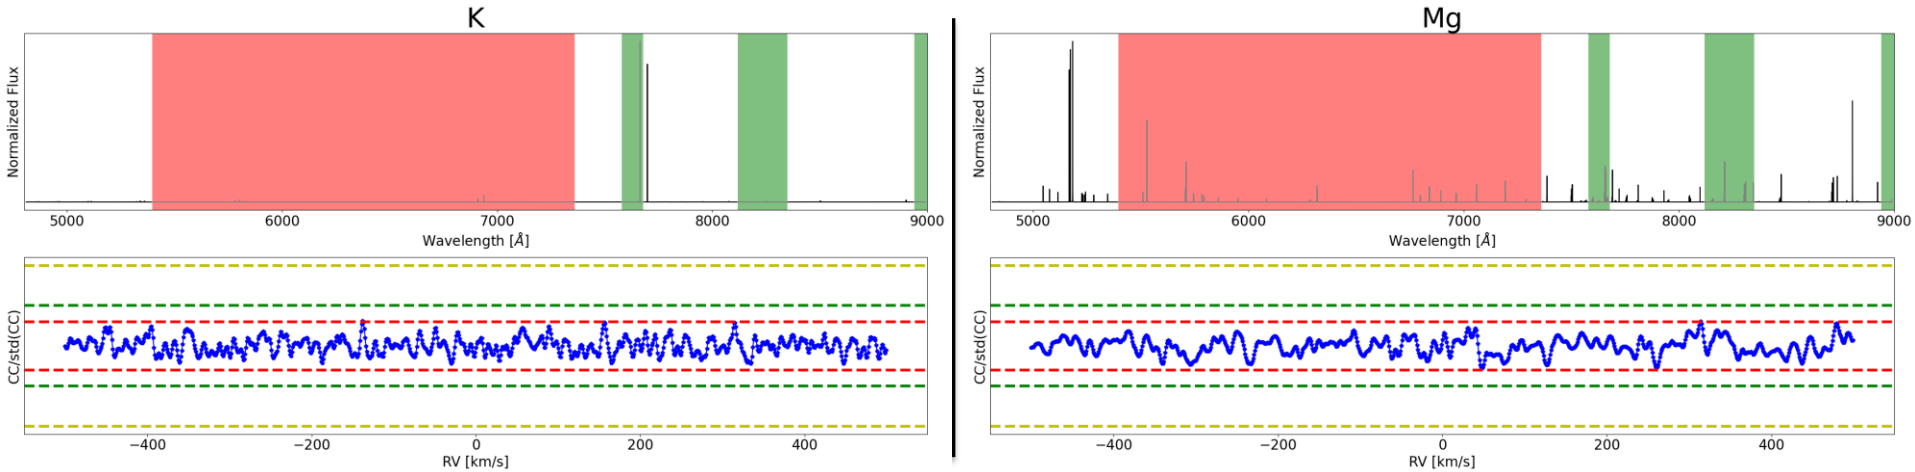 K
Normalized Flux
5000 6000 7000 8000 9000
Wavelength [Å]
CC/std(CC)
−400 −200 0 200 400
RV [km/s]
Mg
Normalized Flux
5000 6000 7000 8000 9000
Wavelength [Å]
CC/std(CC)
−400 −200 0 200 400
RV [km/s]